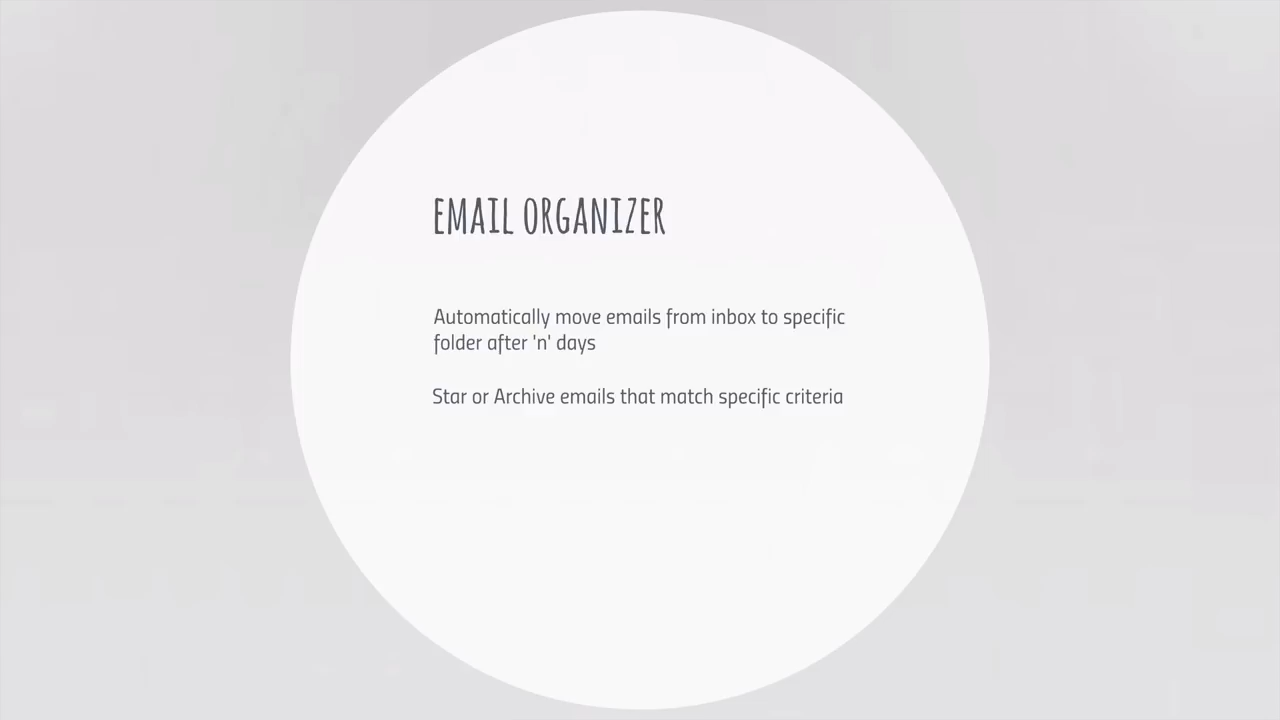 EMAIL ORGANIZER
Automatically move emails from inbox to specific
folder after 'n' days
Star or Archive emails that match specific criteria